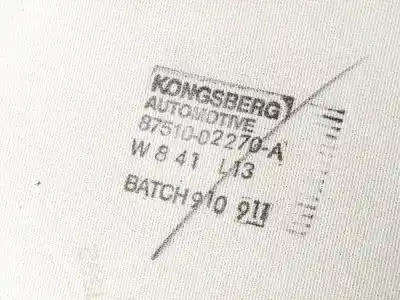 KONGSBERG
AUTOMOTIVE
87510-02270-A
W 8 41 L13
BATCH 910 911